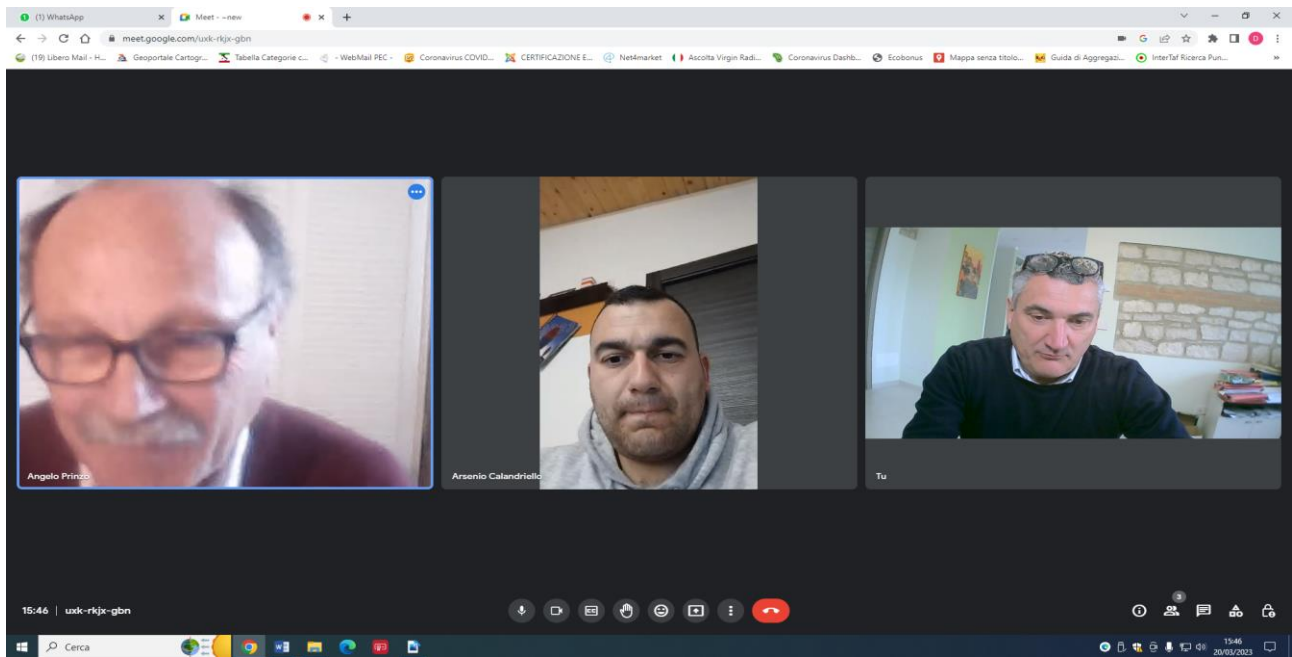 (1) WhatsApp
Meet - ~new
meet.google.com/uxk-rkjx-gbn
(19) Libero Mail - H...
Geoportale Cartogr...
Tabella Categorie c...
- WebMail PEC -
Coronavirus COVID...
CERTIFICAZIONE E...
Net4market
Ascolta Virgin Radi...
Coronavirus Dashb...
Ecobonus
Mappa senza titolo...
Guida di Aggregazi...
InterTaf Ricerca Pun...
Angelo Prinzo
Arsenio Calandriello
Tu
15:46 | uxk-rkjx-gbn
3
Cerca
15:46
20/03/2023